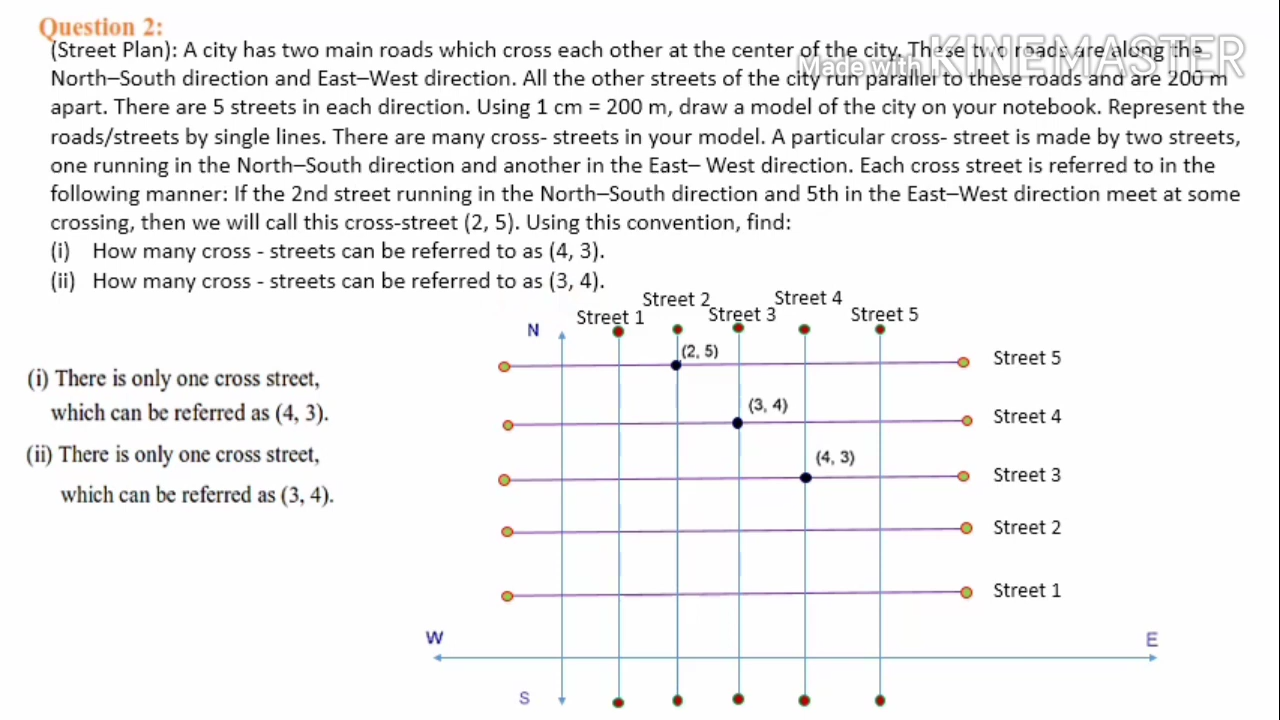 Question 2:
(Street Plan): A city has two main roads which cross each other at the center of the city. These two roads are along the
Made with KINEMASTER
North–South direction and East–West direction. All the other streets of the city run parallel to these roads and are 200 m
apart. There are 5 streets in each direction. Using 1 cm = 200 m, draw a model of the city on your notebook. Represent the
roads/streets by single lines. There are many cross- streets in your model. A particular cross- street is made by two streets,
one running in the North–South direction and another in the East– West direction. Each cross street is referred to in the
following manner: If the 2nd street running in the North–South direction and 5th in the East–West direction meet at some
crossing, then we will call this cross-street (2, 5). Using this convention, find:
(i) How many cross - streets can be referred to as (4, 3).
(ii) How many cross - streets can be referred to as (3, 4).
Street 1
Street 2
Street 3
Street 4
Street 5
N
(2, 5)
Street 5
(i) There is only one cross street,
which can be referred as (4, 3).
(3, 4)
Street 4
(ii) There is only one cross street,
which can be referred as (3, 4).
(4, 3)
Street 3
Street 2
Street 1
W
E
S